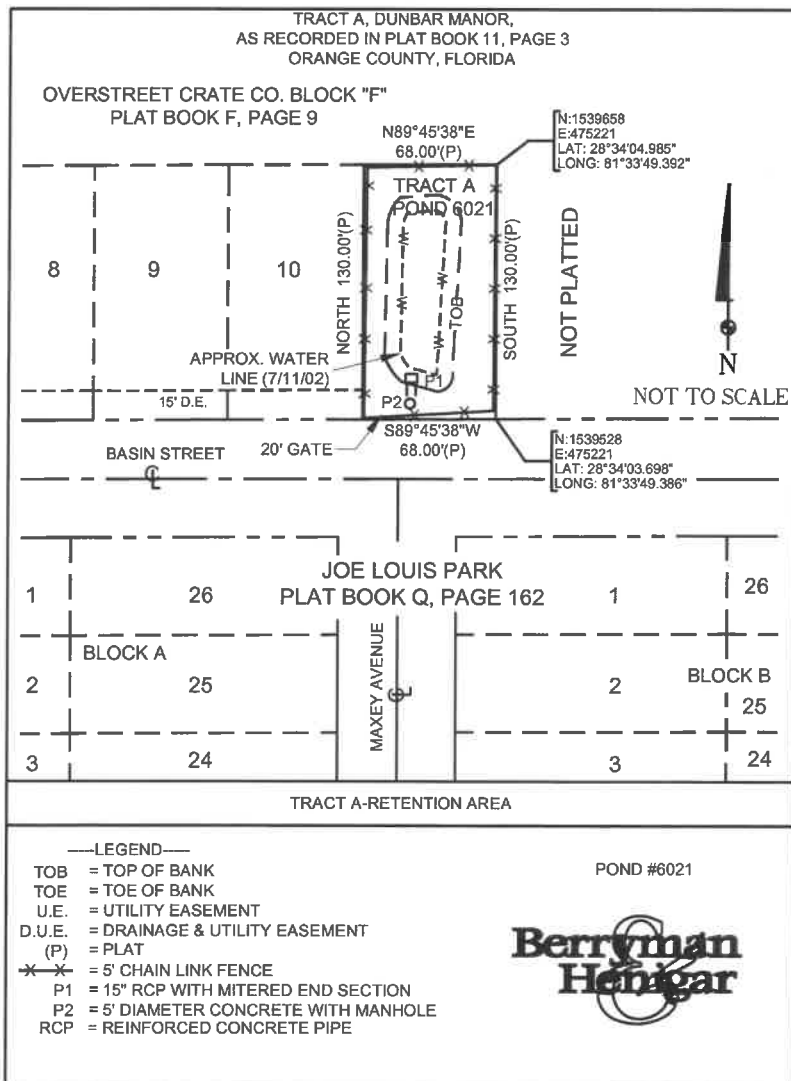 TRACT A, DUNBAR MANOR,
AS RECORDED IN PLAT BOOK 11, PAGE 3
ORANGE COUNTY, FLORIDA
OVERSTREET CRATE CO. BLOCK "F"
PLAT BOOK F, PAGE 9
N89°45'38"E
68.00'(P)
N:1539658
E:475221
LAT: 28°34'04.985"
LONG: 81°33'49.392"
TRACT A
POND 6021
8
9
10
NORTH 130.00'(P)
W
W
W
W
W
TOB
SOUTH 130.00'(P)
NOT PLATTED
N
NOT TO SCALE
APPROX. WATER
LINE (7/11/02)
P1
P2
15' D.E.
20' GATE
S89°45'38"W
68.00'(P)
N:1539528
E:475221
LAT: 28°34'03.698"
LONG: 81°33'49.386"
BASIN STREET
CL
JOE LOUIS PARK
PLAT BOOK Q, PAGE 162
1
26
1
26
BLOCK A
2
25
MAXEY AVENUE
CL
2
BLOCK B
25
3
24
3
24
TRACT A-RETENTION AREA
----LEGEND----
TOB = TOP OF BANK
TOE = TOE OF BANK
U.E. = UTILITY EASEMENT
D.U.E. = DRAINAGE & UTILITY EASEMENT
(P) = PLAT
X X = 5' CHAIN LINK FENCE
P1 = 15" RCP WITH MITERED END SECTION
P2 = 5' DIAMETER CONCRETE WITH MANHOLE
RCP = REINFORCED CONCRETE PIPE
POND #6021
Berryman
&
Henigar